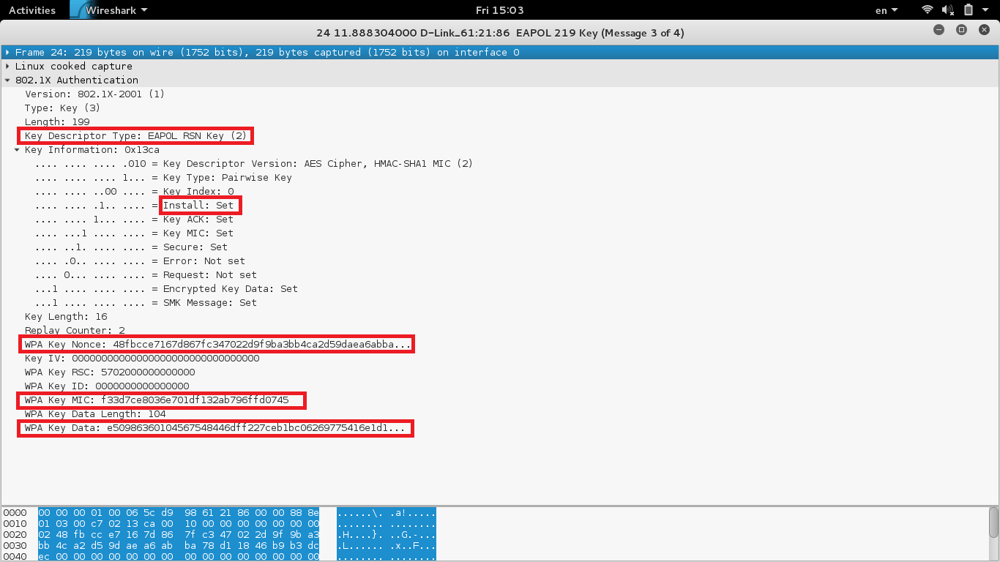 Activities Wireshark Fri 15:03 en
24 11.888304000 D-Link_61:21:86 EAPOL 219 Key (Message 3 of 4)
Frame 24: 219 bytes on wire (1752 bits), 219 bytes captured (1752 bits) on interface 0
Linux cooked capture
802.1X Authentication
Version: 802.1X-2001 (1)
Type: Key (3)
Length: 199
Key Descriptor Type: EAPOL RSN Key (2)
Key Information: 0x13ca
.... .... .... .010 = Key Descriptor Version: AES Cipher, HMAC-SHA1 MIC (2)
.... .... .... 1... = Key Type: Pairwise Key
.... .... ..00 .... = Key Index: 0
.... .... .1.. .... = Install: Set
.... .... 1... .... = Key ACK: Set
.... ...1 .... .... = Key MIC: Set
.... ..1. .... .... = Secure: Set
.... .0.. .... .... = Error: Not set
.... 0... .... .... = Request: Not set
...1 .... .... .... = Encrypted Key Data: Set
...1 .... .... .... = SMK Message: Set
Key Length: 16
Replay Counter: 2
WPA Key Nonce: 48fbcce7167d867fc347022d9f9ba3bb4ca2d59daea6abba...
Key IV: 00000000000000000000000000000000
WPA Key RSC: 5702000000000000
WPA Key ID: 0000000000000000
WPA Key MIC: f33d7ce8036e701df132ab796ffd0745
WPA Key Data Length: 104
WPA Key Data: e50986360104567548446dff227ceb1bc06269775416e1d1...
0000 00 00 00 01 00 06 5c d9 98 61 21 86 00 00 88 8e ......\. .a!.....
0010 01 03 00 c7 02 13 ca 00 10 00 00 00 00 00 00 00 ........ ........
0020 02 48 fb cc e7 16 7d 86 7f c3 47 02 2d 9f 9b a3 .H....}. ..G.-...
0030 bb 4c a2 d5 9d ae a6 ab ba 78 d1 18 46 b9 b3 dc .L...... .x..F...
0040 ec 00 00 00 00 00 00 00 00 00 00 00 00 00 00 00 ........ ........